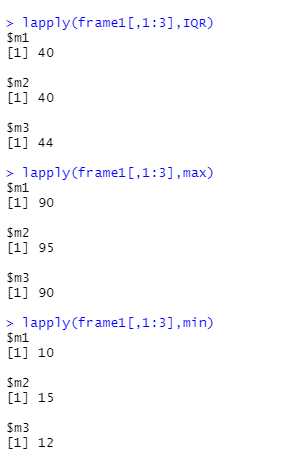 > lapply(frame1[,1:3],IQR)
$m1
[1] 40
$m2
[1] 40
$m3
[1] 44
> lapply(frame1[,1:3],max)
$m1
[1] 90
$m2
[1] 95
$m3
[1] 90
> lapply(frame1[,1:3],min)
$m1
[1] 10
$m2
[1] 15
$m3
[1] 12